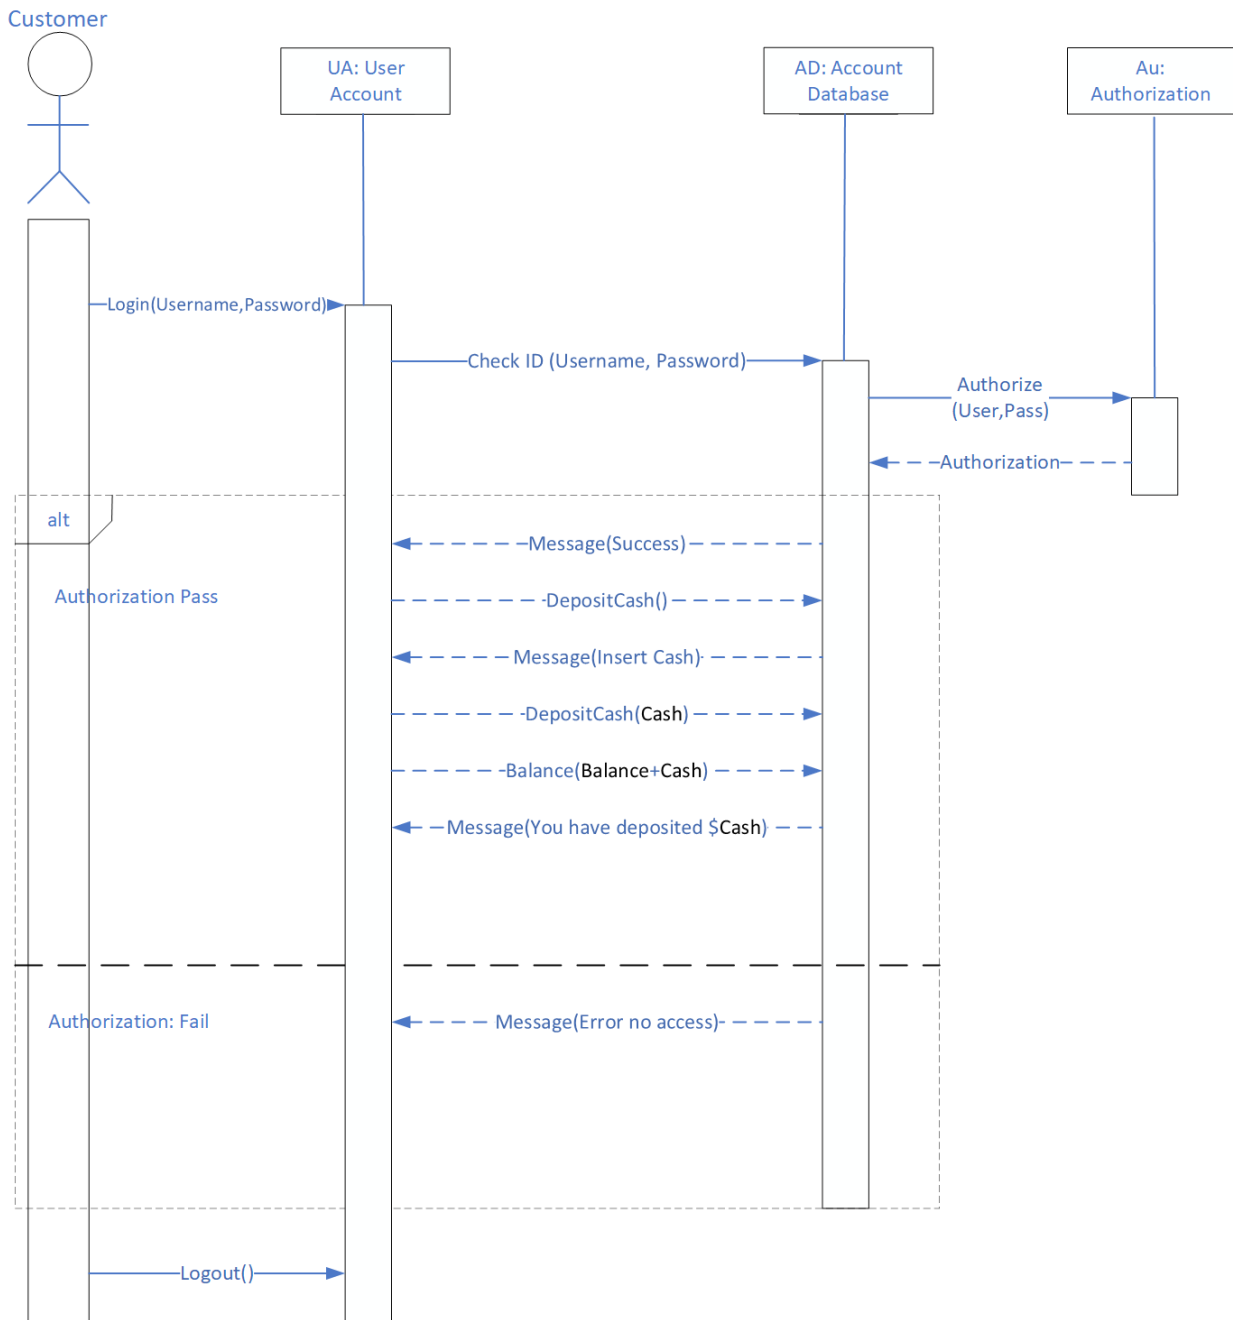 Customer
UA: User
Account
AD: Account
Database
Au:
Authorization
Login(Username,Password)
Check ID (Username, Password)
Authorize
(User,Pass)
Authorization
alt
Message(Success)
Authorization Pass
DepositCash()
Message(Insert Cash)
DepositCash(Cash)
Balance(Balance+Cash)
Message(You have deposited $Cash)
Authorization: Fail
Message(Error no access)
Logout()